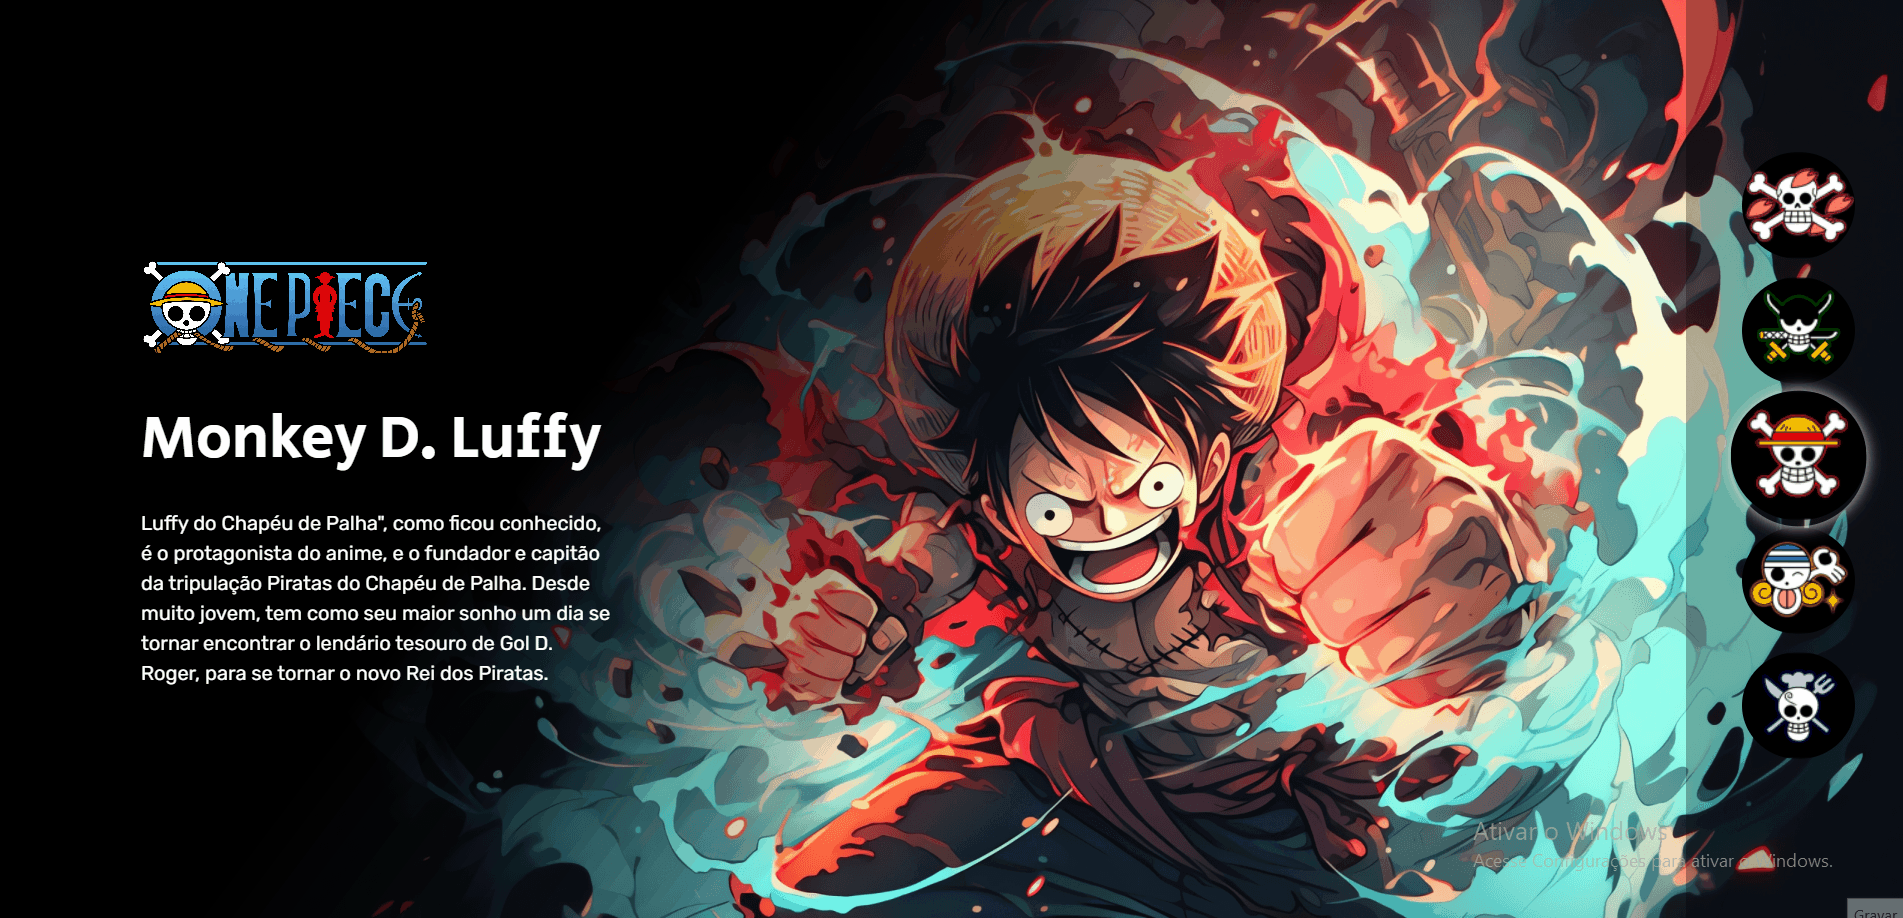 ONE PIECE
Monkey D. Luffy
Luffy do Chapéu de Palha", como ficou conhecido,
é o protagonista do anime, e o fundador e capitão
da tripulação Piratas do Chapéu de Palha. Desde
muito jovem, tem como seu maior sonho um dia se
tornar encontrar o lendário tesouro de Gol D.
Roger, para se tornar o novo Rei dos Piratas.
Ativar o Windows
Acesse Configurações para ativar o Windows.
Gravar